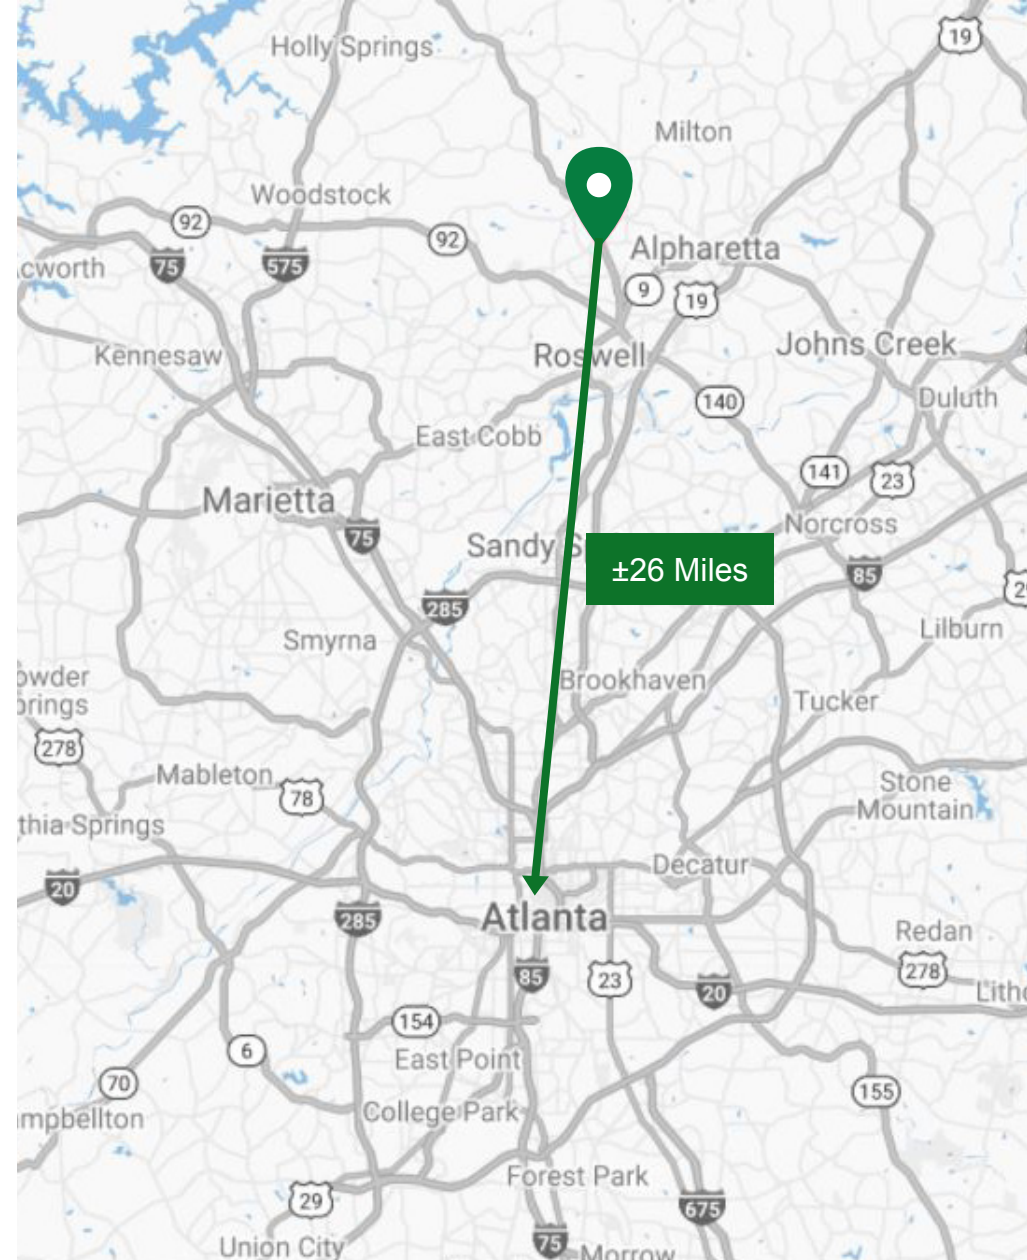 Holly Springs
19
Milton
Woodstock
92
92
Alpharetta
75
575
cworth
9
19
Kennesaw
Roswell
Johns Creek
140
Duluth
East Cobb
141
23
Marietta
75
Sandy S
Norcross
±26 Miles
85
29
285
Smyrna
Lilburn
owder
prings
Brookhaven
Tucker
278
Mableton
78
Stone
Mountain
thia Springs
Decatur
20
285
Atlanta
Redan
85
23
278
20
Litho
154
6
East Point
70
155
ampbellton
College Park
Forest Park
29
675
Union City
75
Morrow